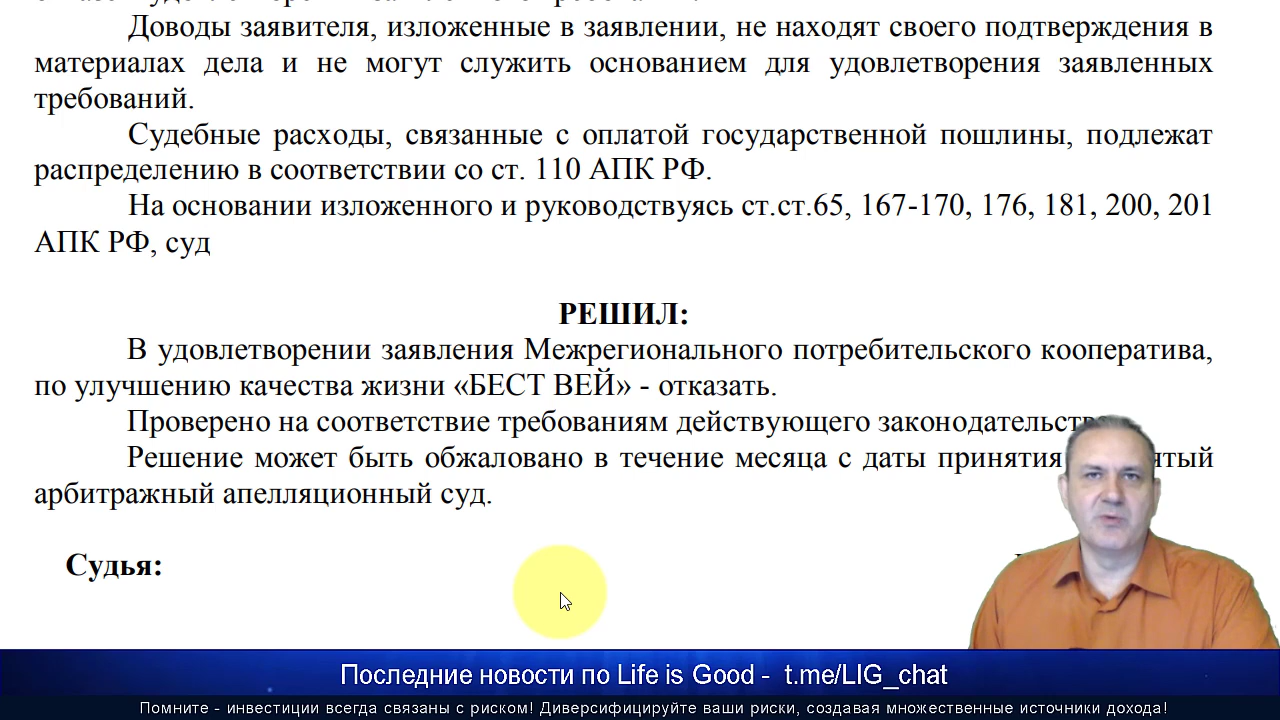 Доводы заявителя, изложенные в заявлении, не находят своего подтверждения в
материалах дела и не могут служить основанием для удовлетворения заявленных
требований.
Судебные расходы, связанные с оплатой государственной пошлины, подлежат
распределению в соответствии со ст. 110 АПК РФ.
На основании изложенного и руководствуясь ст.ст.65, 167-170, 176, 181, 200, 201
АПК РФ, суд
РЕШИЛ:
В удовлетворении заявления Межрегионального потребительского кооператива,
по улучшению качества жизни «БЕСТ ВЕЙ» - отказать.
Проверено на соответствие требованиям действующего
Решение может быть обжаловано в течение месяца с даты принятия
арбитражный апелляционный суд.
Судья:
Последние новости по Life is Good - t.me/LIG_chat
Помните - инвестиции всегда связаны с риском! Диверсифицируйте ваши риски, создавая множественные источники дохода!